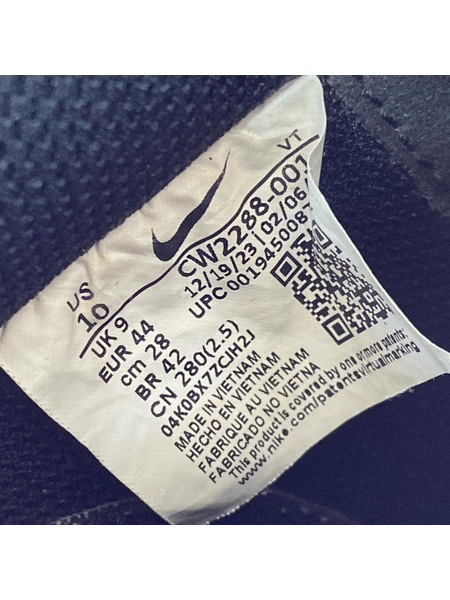 VT
CW2288-001
12/19/23 | 02/06/
UPC 0019450087
US
10
UK 9
EUR 44
cm 28
BR 42
CN 280(2.5)
04K0BX7ZCJH2J
MADE IN VIETNAM
HECHO EN VIETNAM
FABRIQUE AU VIETNAM
FABRICADO NO VIETNA
This product is covered by one or more patents:
www.nike.com/patentsvirtualmarking